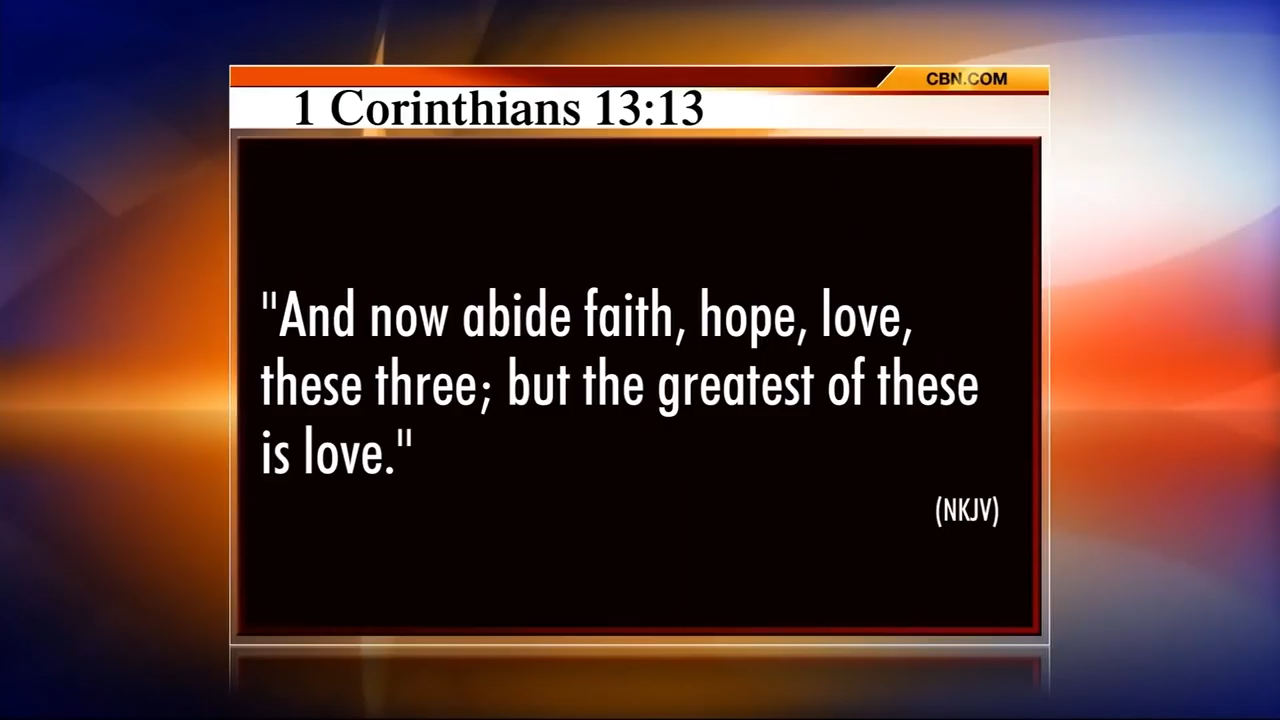 CBN.COM
1 Corinthians 13:13
"And now abide faith, hope, love,
these three; but the greatest of these
is love."
(NKJV)